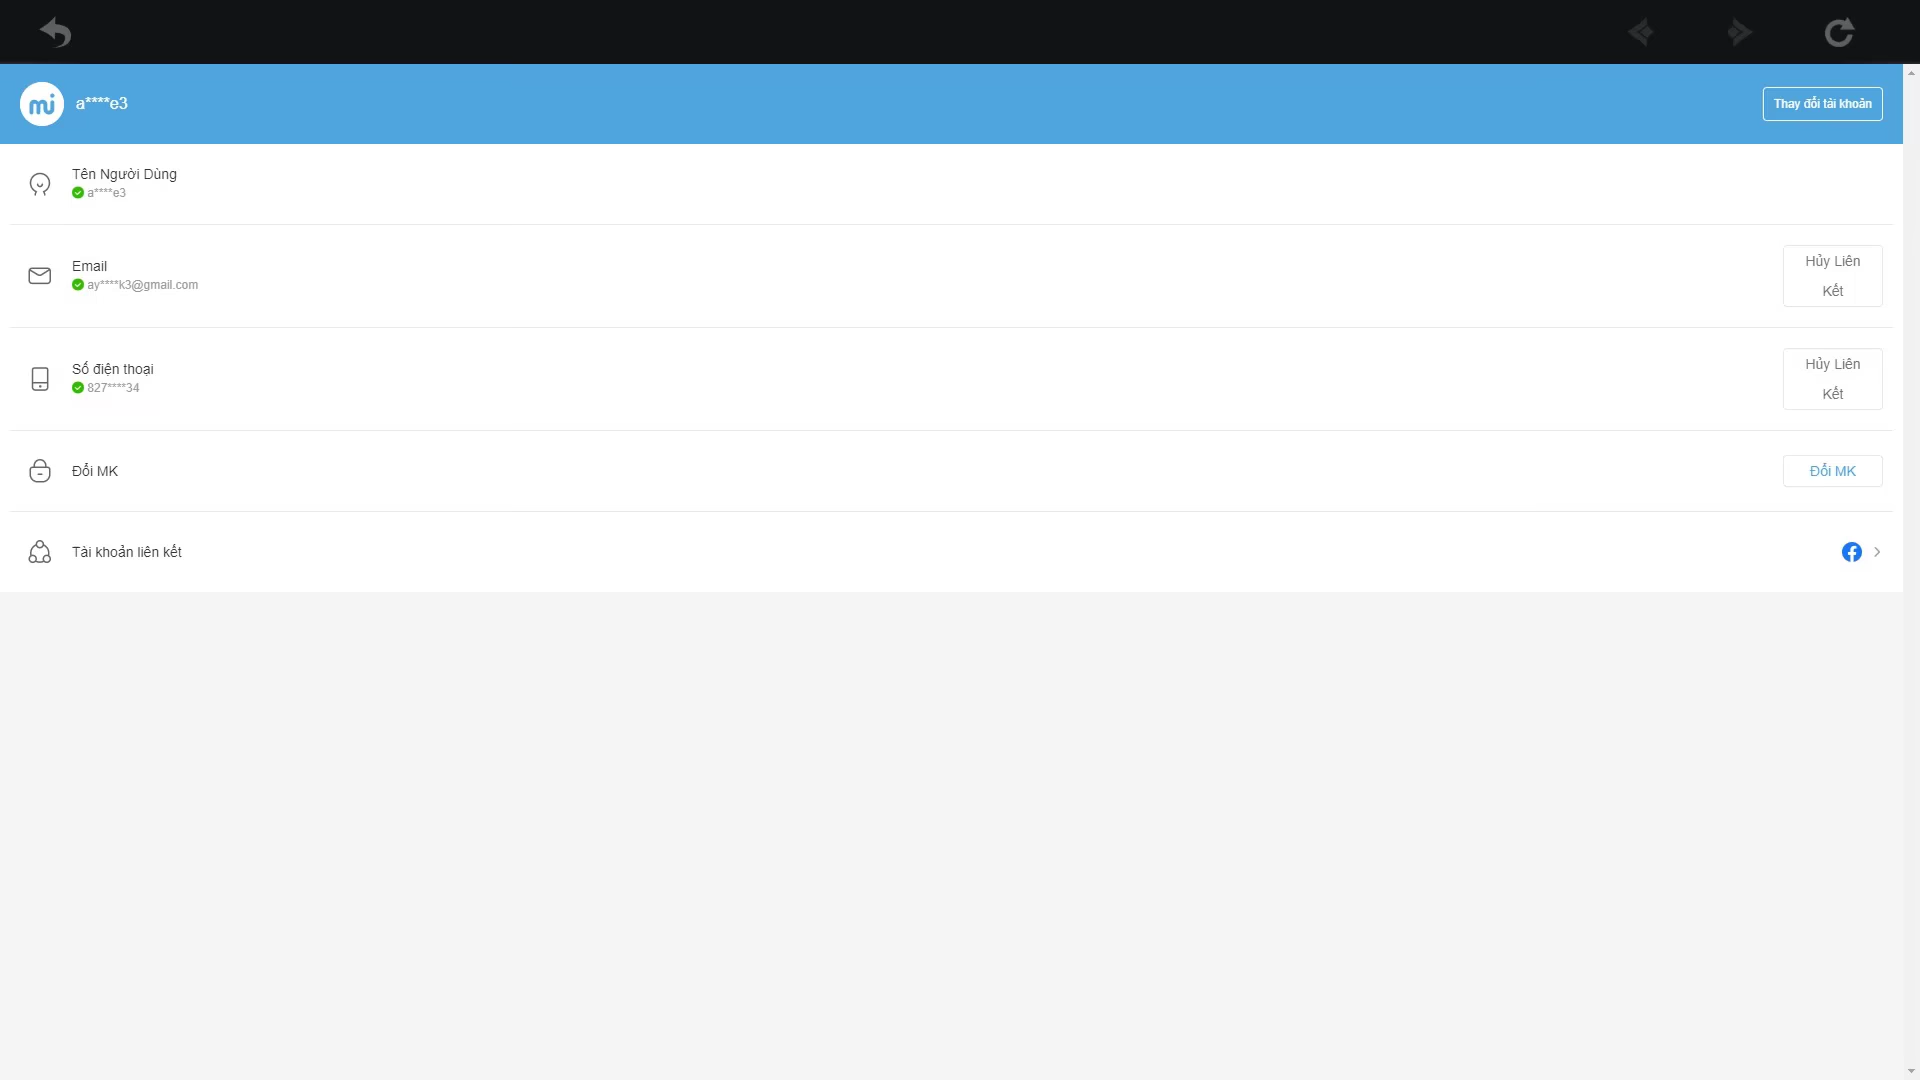 mi
a****e3
Thay đổi tài khoản
Tên Người Dùng
a****e3
Email
ay****k3@gmail.com
Hủy Liên
Kết
Số điện thoại
827****34
Hủy Liên
Kết
Đổi MK
Đổi MK
Tài khoản liên kết